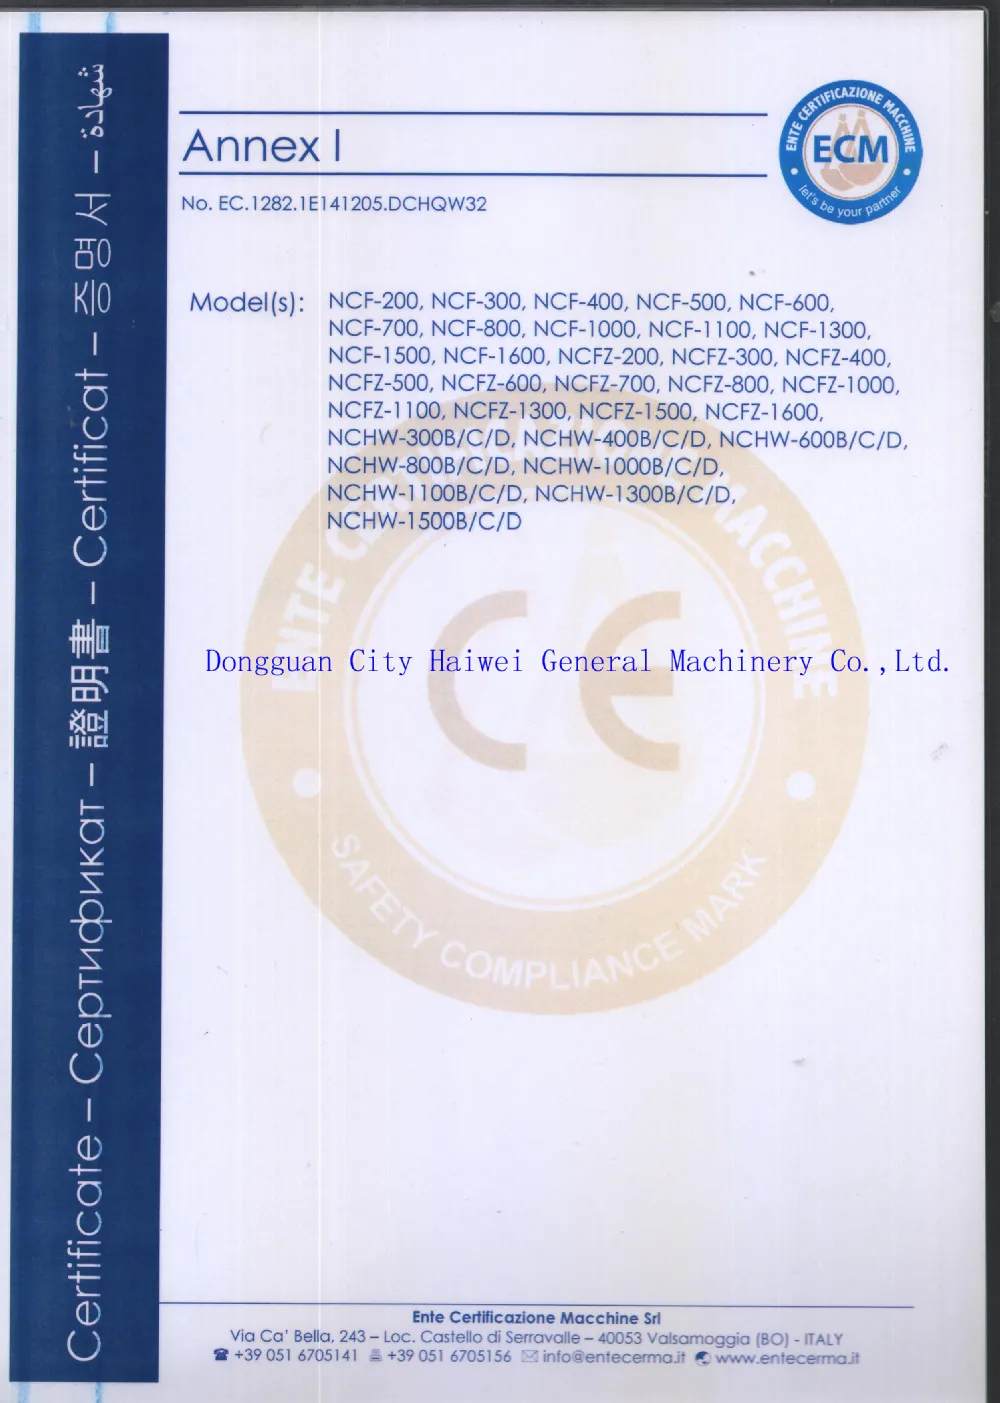 Certificate – Сертификат – 證明書 – Certificat – 증명서 – شهادة
Annex I
ENTE CERTIFICAZIONE MACCHINE
ECM
let's be your partner
No. EC.1282.1E141205.DCHQW32
Model(s): NCF-200, NCF-300, NCF-400, NCF-500, NCF-600,
NCF-700, NCF-800, NCF-1000, NCF-1100, NCF-1300,
NCF-1500, NCF-1600, NCFZ-200, NCFZ-300, NCFZ-400,
NCFZ-500, NCFZ-600, NCFZ-700, NCFZ-800, NCFZ-1000,
NCFZ-1100, NCFZ-1300, NCFZ-1500, NCFZ-1600,
NCHW-300B/C/D, NCHW-400B/C/D, NCHW-600B/C/D,
NCHW-800B/C/D, NCHW-1000B/C/D,
NCHW-1100B/C/D, NCHW-1300B/C/D,
NCHW-1500B/C/D
ENTE CERTIFICAZIONE MACCHINE
CE
Dongguan City Haiwei General Machinery Co.,Ltd.
SAFETY COMPLIANCE MARK
Ente Certificazione Macchine Srl
Via Ca' Bella, 243 – Loc. Castello di Serravalle – 40053 Valsamoggia (BO) - ITALY
☎ +39 051 6705141 +39 051 6705156 ✉ info@entecerma.it www.entecerma.it